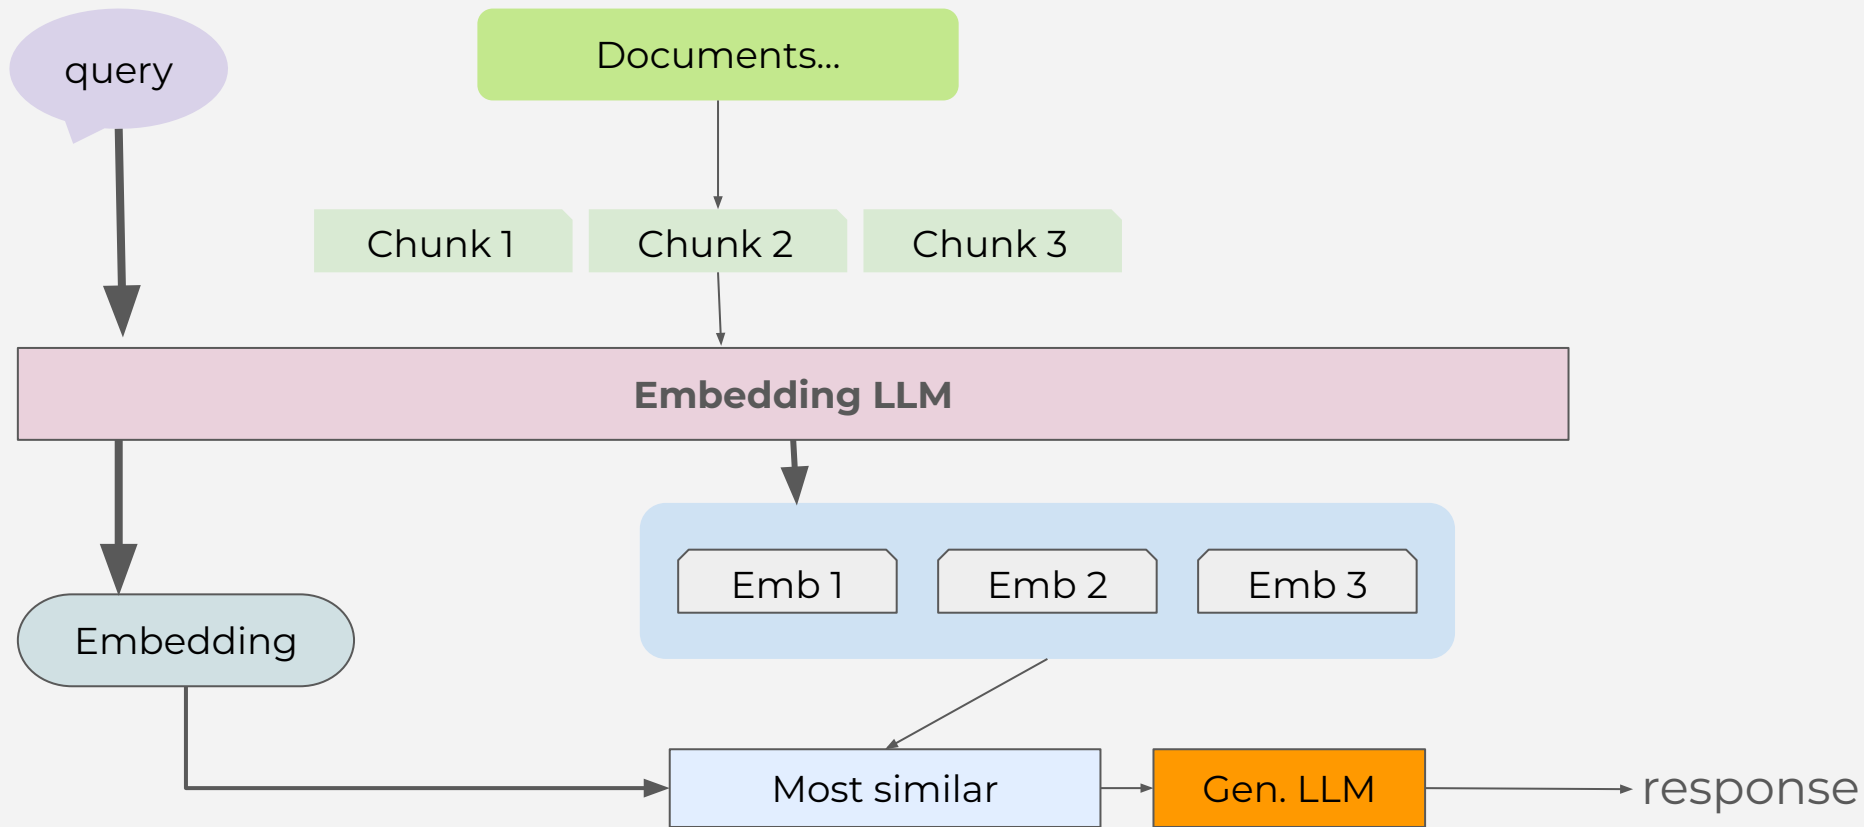 query
Documents...
Chunk 1
Chunk 2
Chunk 3
Embedding LLM
Emb 1
Emb 2
Emb 3
Embedding
Most similar
Gen. LLM
response